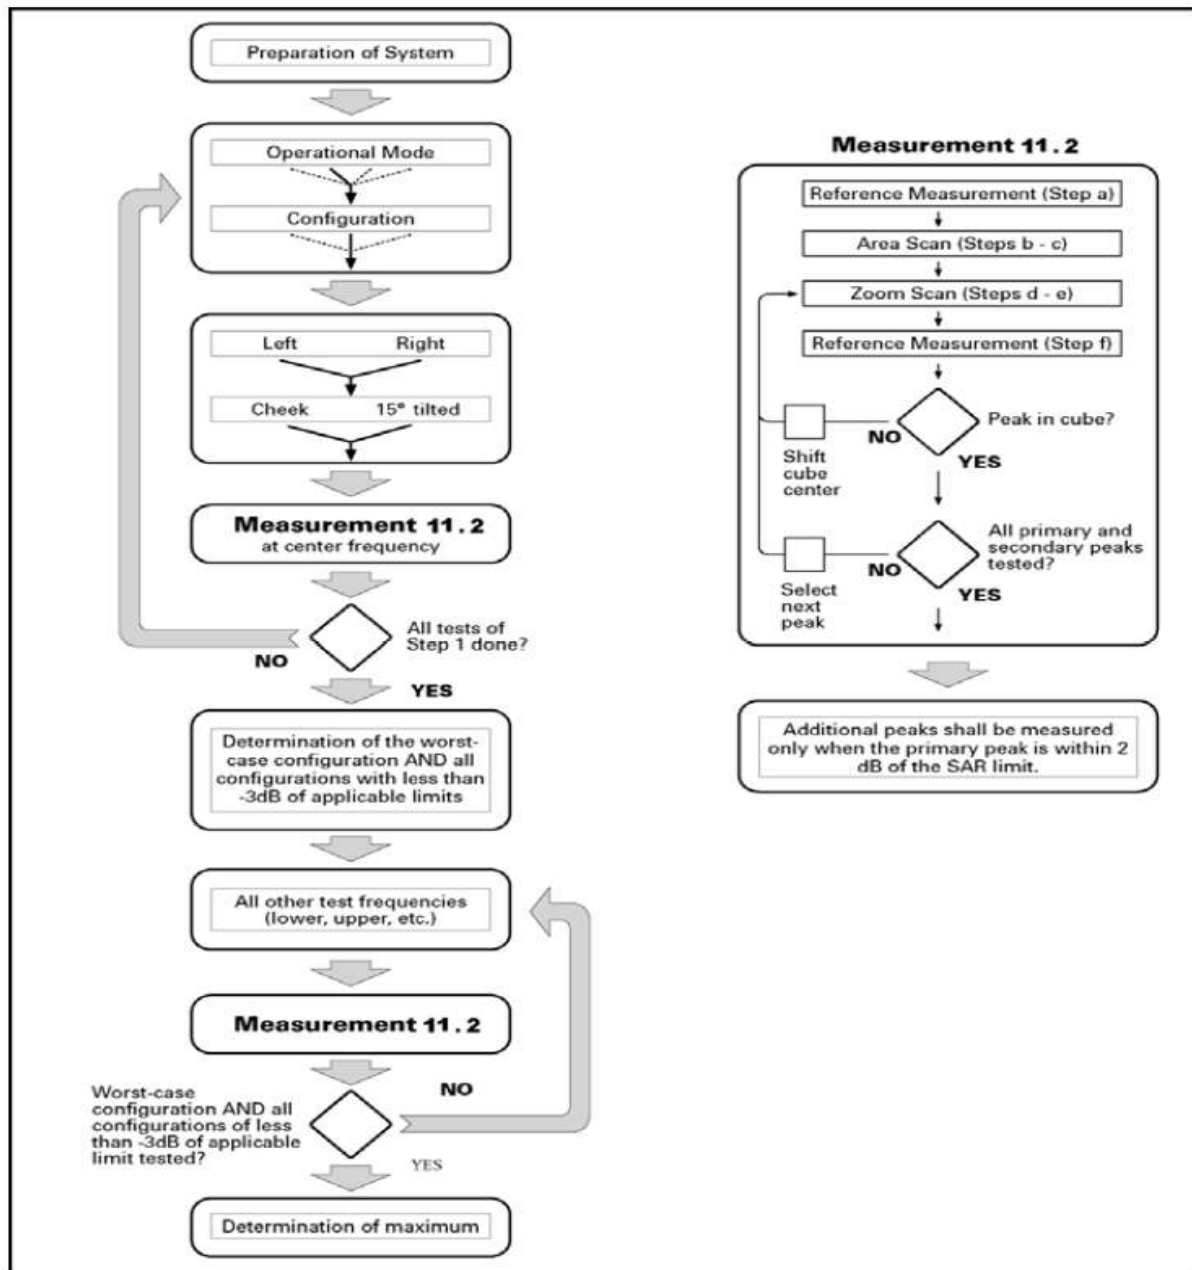 Preparation of System
Operational Mode
Configuration
Left Right
Cheek 15° tilted
Measurement 11.2
at center frequency
All tests of
Step 1 done?
NO
YES
Determination of the worst-
case configuration AND all
configurations with less than
-3dB of applicable limits
All other test frequencies
(lower, upper, etc.)
Measurement 11.2
NO
Worst-case
configuration AND all
configurations of less
than -3dB of applicable
limit tested?
YES
Determination of maximum
Measurement 11.2
Reference Measurement (Step a)
Area Scan (Steps b - c)
Zoom Scan (Steps d - e)
Reference Measurement (Step f)
Peak in cube?
NO
YES
Shift
cube
center
All primary and
secondary peaks
tested?
NO
YES
Select
next
peak
Additional peaks shall be measured
only when the primary peak is within 2
dB of the SAR limit.